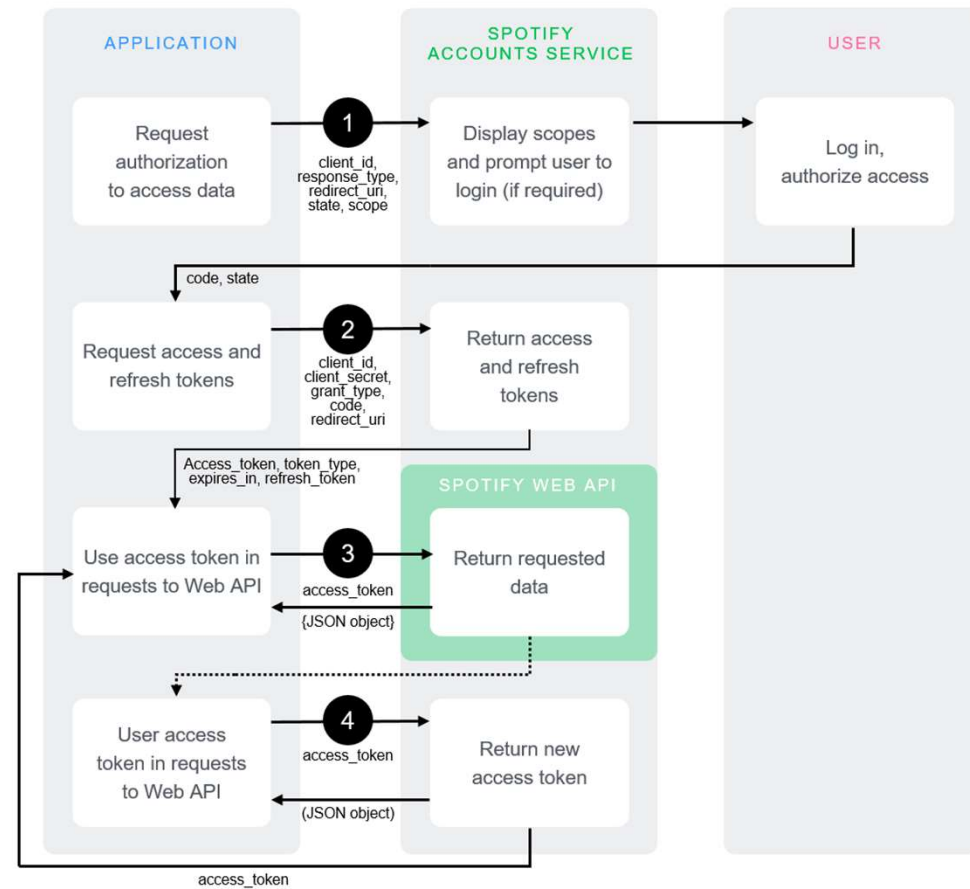 APPLICATION
SPOTIFY
ACCOUNTS SERVICE
USER
Request
authorization
to access data
1
client_id,
response_type,
redirect_uri,
state, scope
Display scopes
and prompt user to
login (if required)
Log in,
authorize access
code, state
Request access and
refresh tokens
2
client_id,
client_secret,
grant_type,
code,
redirect_uri
Return access
and refresh
tokens
Access_token, token_type,
expires_in, refresh_token
SPOTIFY WEB API
Use access token in
requests to Web API
3
access_token
{JSON object}
Return requested
data
User access
token in requests
to Web API
4
access_token
(JSON object)
Return new
access token
access_token